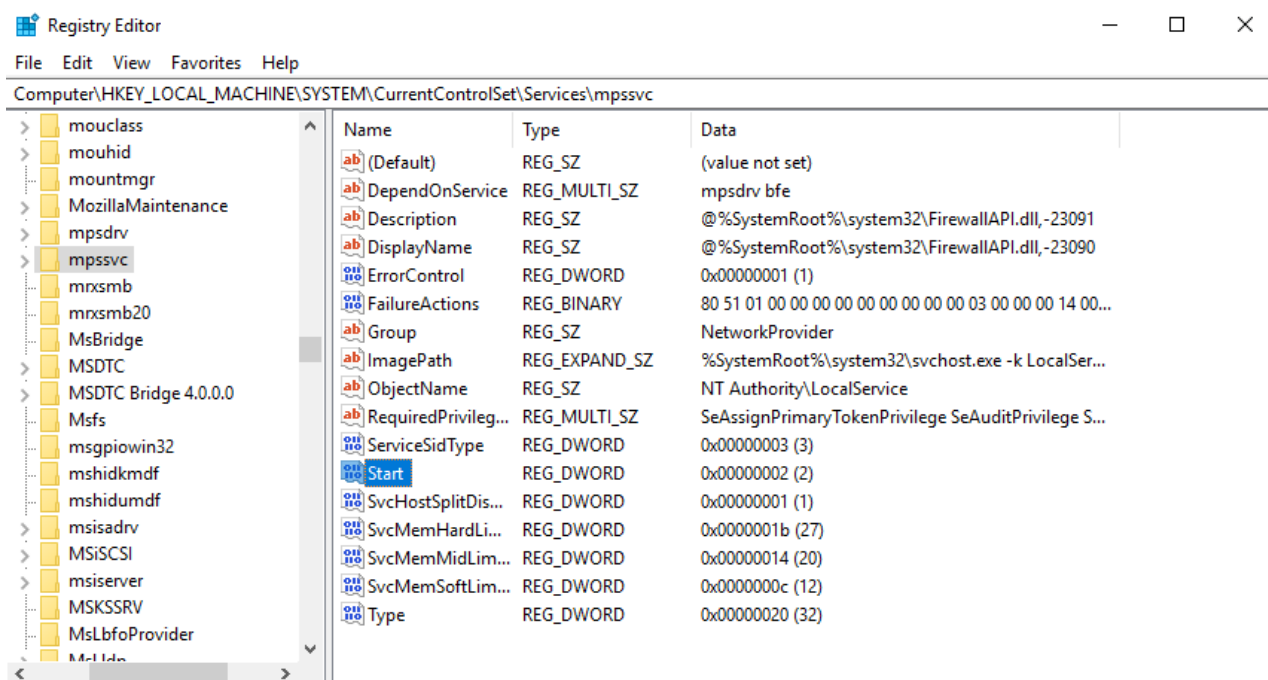 Registry Editor
File Edit View Favorites Help
Computer\HKEY_LOCAL_MACHINE\SYSTEM\CurrentControlSet\Services\mpssvc
mouclass
mouhid
mountmgr
MozillaMaintenance
mpsdrv
mpssvc
mrxsmb
mrxsmb20
MsBridge
MSDTC
MSDTC Bridge 4.0.0.0
Msfs
msgpiowin32
mshidkmdf
mshidumdf
msisadrv
MSiSCSI
msiserver
MSKSSRV
MsLbfoProvider
Name Type Data
(Default) REG_SZ (value not set)
DependOnService REG_MULTI_SZ mpsdrv bfe
Description REG_SZ @%SystemRoot%\system32\FirewallAPI.dll,-23091
DisplayName REG_SZ @%SystemRoot%\system32\FirewallAPI.dll,-23090
ErrorControl REG_DWORD 0x00000001 (1)
FailureActions REG_BINARY 80 51 01 00 00 00 00 00 00 00 00 00 03 00 00 00 14 00...
Group REG_SZ NetworkProvider
ImagePath REG_EXPAND_SZ %SystemRoot%\system32\svchost.exe -k LocalSer...
ObjectName REG_SZ NT Authority\LocalService
RequiredPrivileg... REG_MULTI_SZ SeAssignPrimaryTokenPrivilege SeAuditPrivilege S...
ServiceSidType REG_DWORD 0x00000003 (3)
Start REG_DWORD 0x00000002 (2)
SvcHostSplitDis... REG_DWORD 0x00000001 (1)
SvcMemHardLi... REG_DWORD 0x0000001b (27)
SvcMemMidLim... REG_DWORD 0x00000014 (20)
SvcMemSoftLim... REG_DWORD 0x0000000c (12)
Type REG_DWORD 0x00000020 (32)